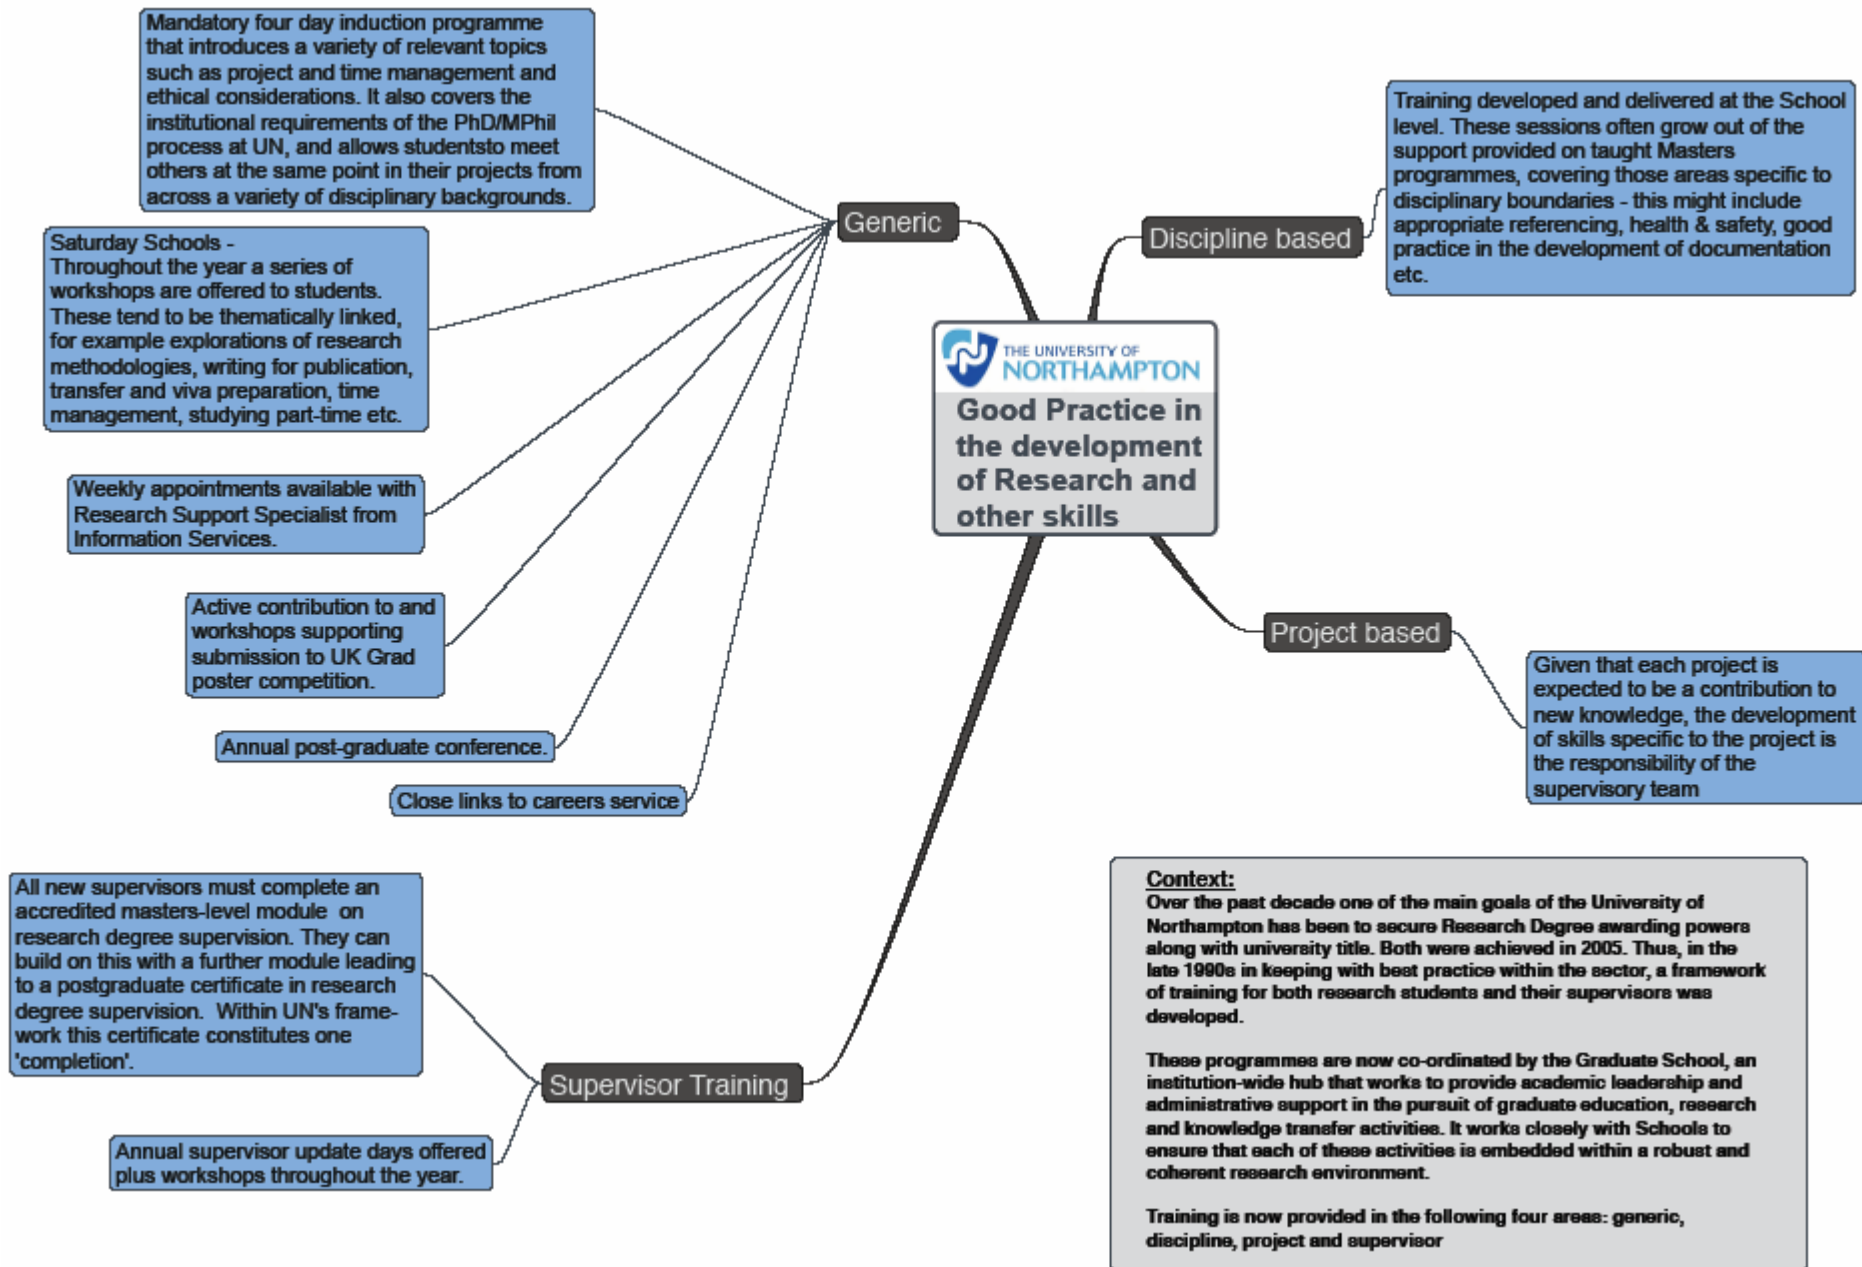 Mandatory four day induction programme
that introduces a variety of relevant topics
such as project and time management and
ethical considerations. It also covers the
institutional requirements of the PhD/MPhil
process at UN, and allows studentsto meet
others at the same point in their projects from
across a variety of disciplinary backgrounds.
Saturday Schools -
Throughout the year a series of
workshops are offered to students.
These tend to be thematically linked,
for example explorations of research
methodologies, writing for publication,
transfer and viva preparation, time
management, studying part-time etc.
Weekly appointments available with
Research Support Specialist from
Information Services.
Active contribution to and
workshops supporting
submission to UK Grad
poster competition.
Annual post-graduate conference.
Close links to careers service
Generic
Discipline based
Training developed and delivered at the School
level. These sessions often grow out of the
support provided on taught Masters
programmes, covering those areas specific to
disciplinary boundaries - this might include
appropriate referencing, health & safety, good
practice in the development of documentation
etc.
THE UNIVERSITY OF
NORTHAMPTON
Good Practice in
the development
of Research and
other skills
Project based
Given that each project is
expected to be a contribution to
new knowledge, the development
of skills specific to the project is
the responsibility of the
supervisory team
All new supervisors must complete an
accredited masters-level module on
research degree supervision. They can
build on this with a further module leading
to a postgraduate certificate in research
degree supervision. Within UN's frame-
work this certificate constitutes one
'completion'.
Supervisor Training
Annual supervisor update days offered
plus workshops throughout the year.
Context:
Over the past decade one of the main goals of the University of
Northampton has been to secure Research Degree awarding powers
along with university title. Both were achieved in 2005. Thus, in the
late 1990s in keeping with best practice within the sector, a framework
of training for both research students and their supervisors was
developed.
These programmes are now co-ordinated by the Graduate School, an
institution-wide hub that works to provide academic leadership and
administrative support in the pursuit of graduate education, research
and knowledge transfer activities. It works closely with Schools to
ensure that each of these activities is embedded within a robust and
coherent research environment.
Training is now provided in the following four areas: generic,
discipline, project and supervisor